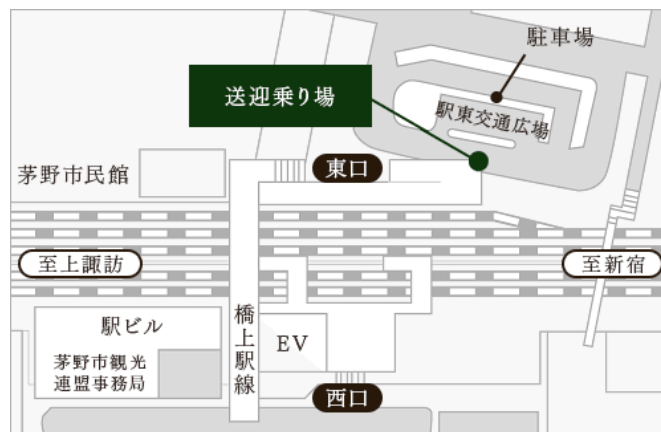 駐車場
送迎乗り場
駅東交通広場
東口
茅野市民館
至上諏訪
至新宿
橋上駅線
駅ビル
EV
茅野市観光
連盟事務局
西口